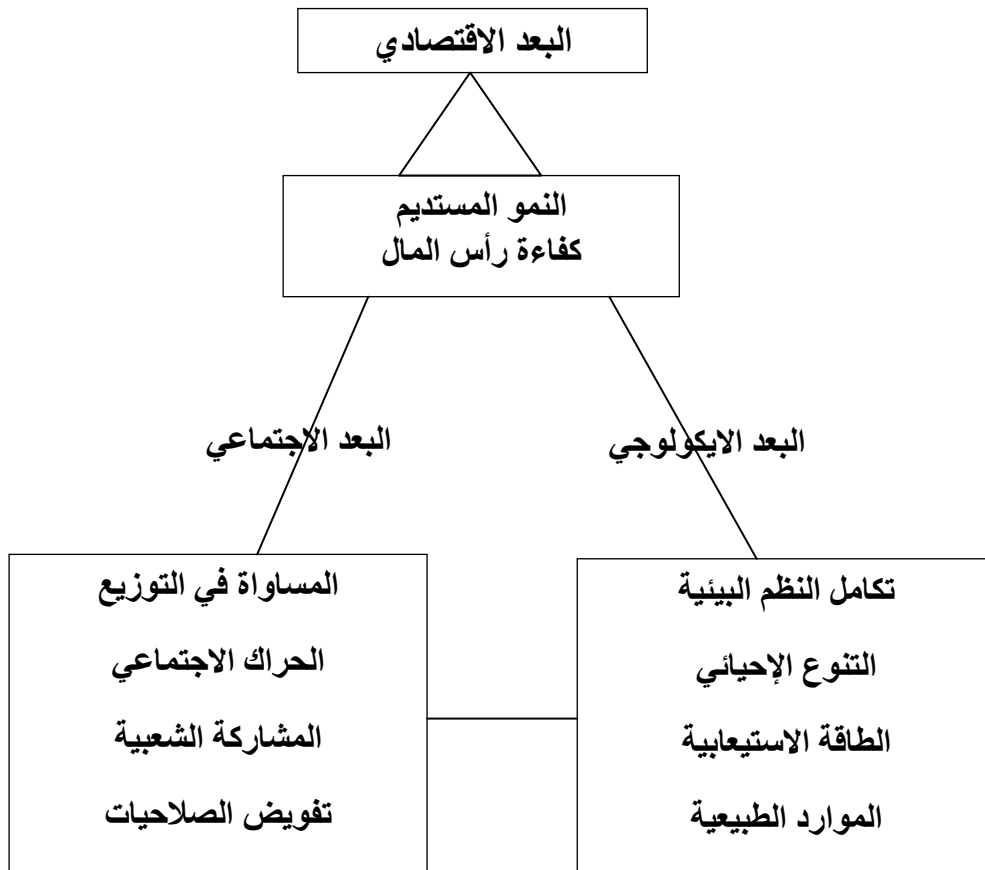 البعد الاقتصادي
النمو المستديم
كفاءة رأس المال
البعد الايكولوجي
البعد الاجتماعي
تكامل النظم البيئية
التنوع الإحيائي
الطاقة الاستيعابية
الموارد الطبيعية
المساواة في التوزيع
الحراك الاجتماعي
المشاركة الشعبية
تفويض الصلاحيات